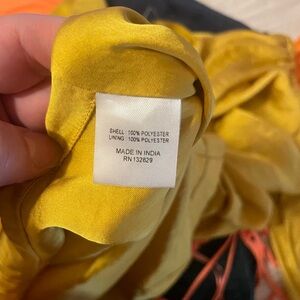 SHELL: 100% POLYESTER
LINING: 100% POLYESTER
MADE IN INDIA
RN 132829